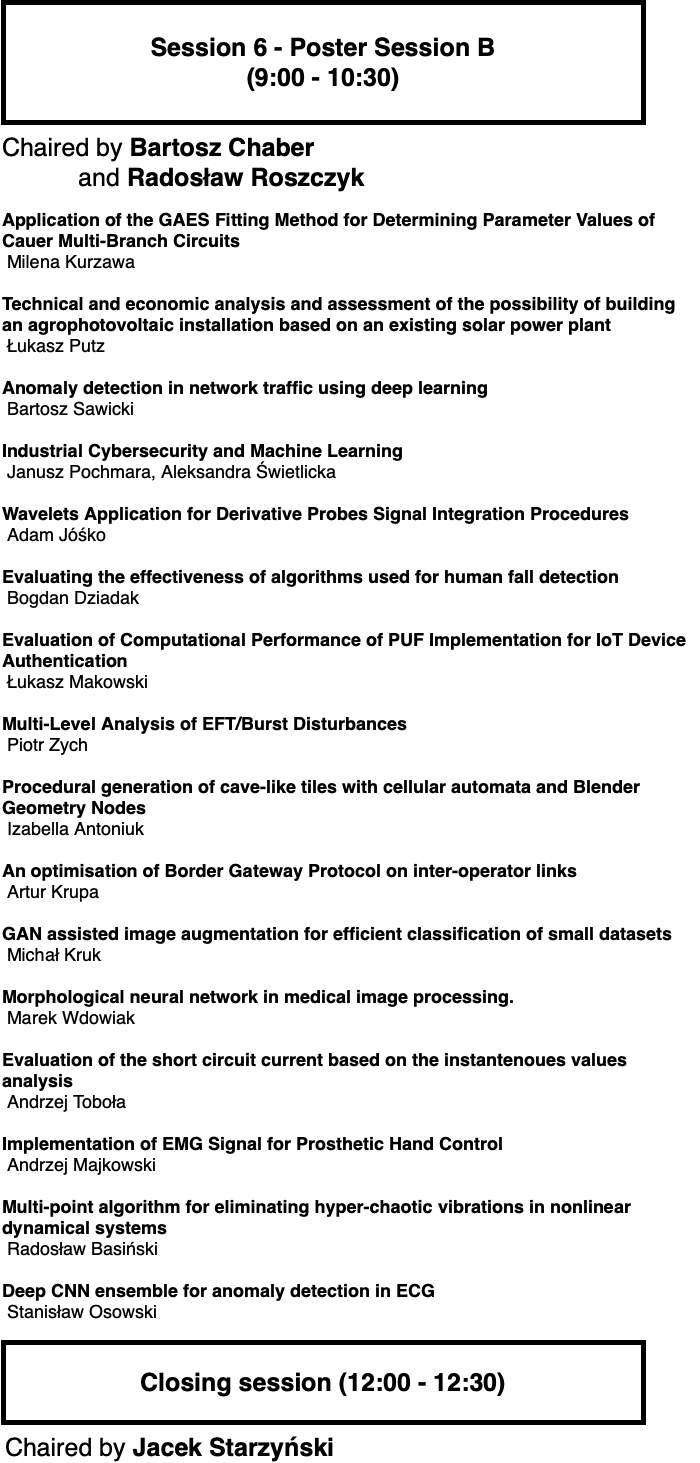 Session 6 - Poster Session B
(9:00 - 10:30)
Chaired by Bartosz Chaber
and Radosław Roszczyk
Application of the GAES Fitting Method for Determining Parameter Values of
Cauer Multi-Branch Circuits
Milena Kurzawa
Technical and economic analysis and assessment of the possibility of building
an agrophotovoltaic installation based on an existing solar power plant
Łukasz Putz
Anomaly detection in network traffic using deep learning
Bartosz Sawicki
Industrial Cybersecurity and Machine Learning
Janusz Pochmara, Aleksandra Świetlicka
Wavelets Application for Derivative Probes Signal Integration Procedures
Adam Jóśko
Evaluating the effectiveness of algorithms used for human fall detection
Bogdan Dziadak
Evaluation of Computational Performance of PUF Implementation for IoT Device
Authentication
Łukasz Makowski
Multi-Level Analysis of EFT/Burst Disturbances
Piotr Zych
Procedural generation of cave-like tiles with cellular automata and Blender
Geometry Nodes
Izabella Antoniuk
An optimisation of Border Gateway Protocol on inter-operator links
Artur Krupa
GAN assisted image augmentation for efficient classification of small datasets
Michał Kruk
Morphological neural network in medical image processing.
Marek Wdowiak
Evaluation of the short circuit current based on the instantenoues values
analysis
Andrzej Toboła
Implementation of EMG Signal for Prosthetic Hand Control
Andrzej Majkowski
Multi-point algorithm for eliminating hyper-chaotic vibrations in nonlinear
dynamical systems
Radosław Basiński
Deep CNN ensemble for anomaly detection in ECG
Stanisław Osowski
Closing session (12:00 - 12:30)
Chaired by Jacek Starzyński